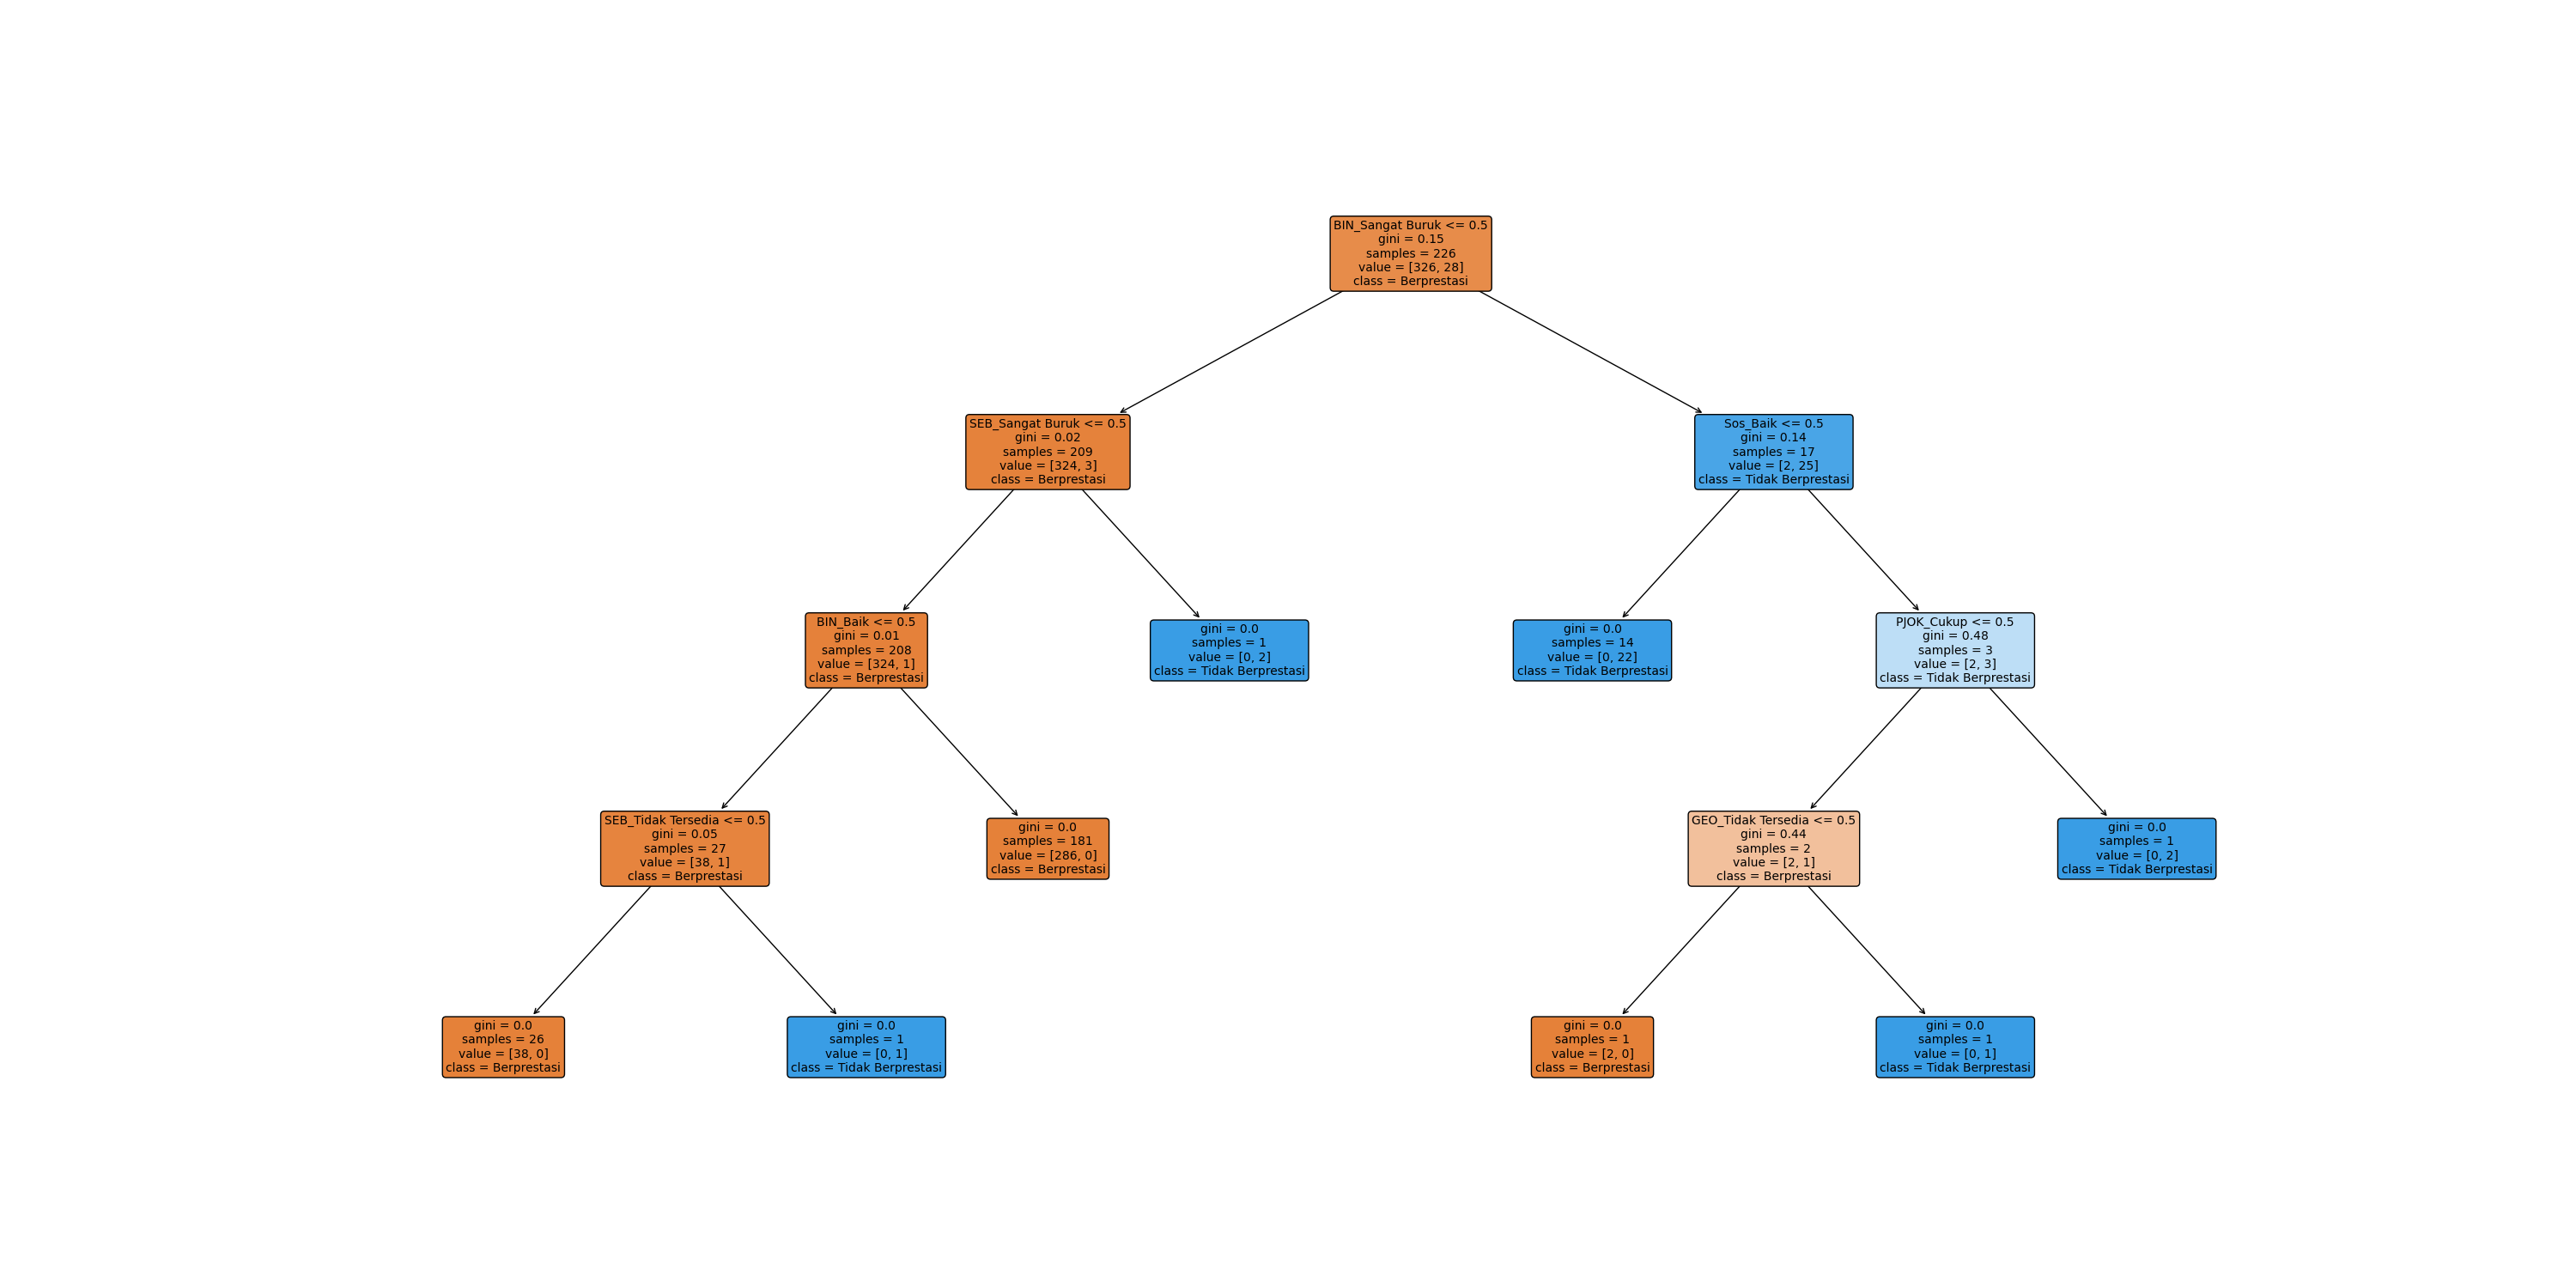 BIN_Sangat Buruk <= 0.5
gini = 0.15
samples = 226
value = [326, 28]
class = Berprestasi
SEB_Sangat Buruk <= 0.5
gini = 0.02
samples = 209
value = [324, 3]
class = Berprestasi
Sos_Baik <= 0.5
gini = 0.14
samples = 17
value = [2, 25]
class = Tidak Berprestasi
BIN_Baik <= 0.5
gini = 0.01
samples = 208
value = [324, 1]
class = Berprestasi
gini = 0.0
samples = 1
value = [0, 2]
class = Tidak Berprestasi
gini = 0.0
samples = 14
value = [0, 22]
class = Tidak Berprestasi
PJOK_Cukup <= 0.5
gini = 0.48
samples = 3
value = [2, 3]
class = Tidak Berprestasi
SEB_Tidak Tersedia <= 0.5
gini = 0.05
samples = 27
value = [38, 1]
class = Berprestasi
gini = 0.0
samples = 181
value = [286, 0]
class = Berprestasi
GEO_Tidak Tersedia <= 0.5
gini = 0.44
samples = 2
value = [2, 1]
class = Berprestasi
gini = 0.0
samples = 1
value = [0, 2]
class = Tidak Berprestasi
gini = 0.0
samples = 26
value = [38, 0]
class = Berprestasi
gini = 0.0
samples = 1
value = [0, 1]
class = Tidak Berprestasi
gini = 0.0
samples = 1
value = [2, 0]
class = Berprestasi
gini = 0.0
samples = 1
value = [0, 1]
class = Tidak Berprestasi